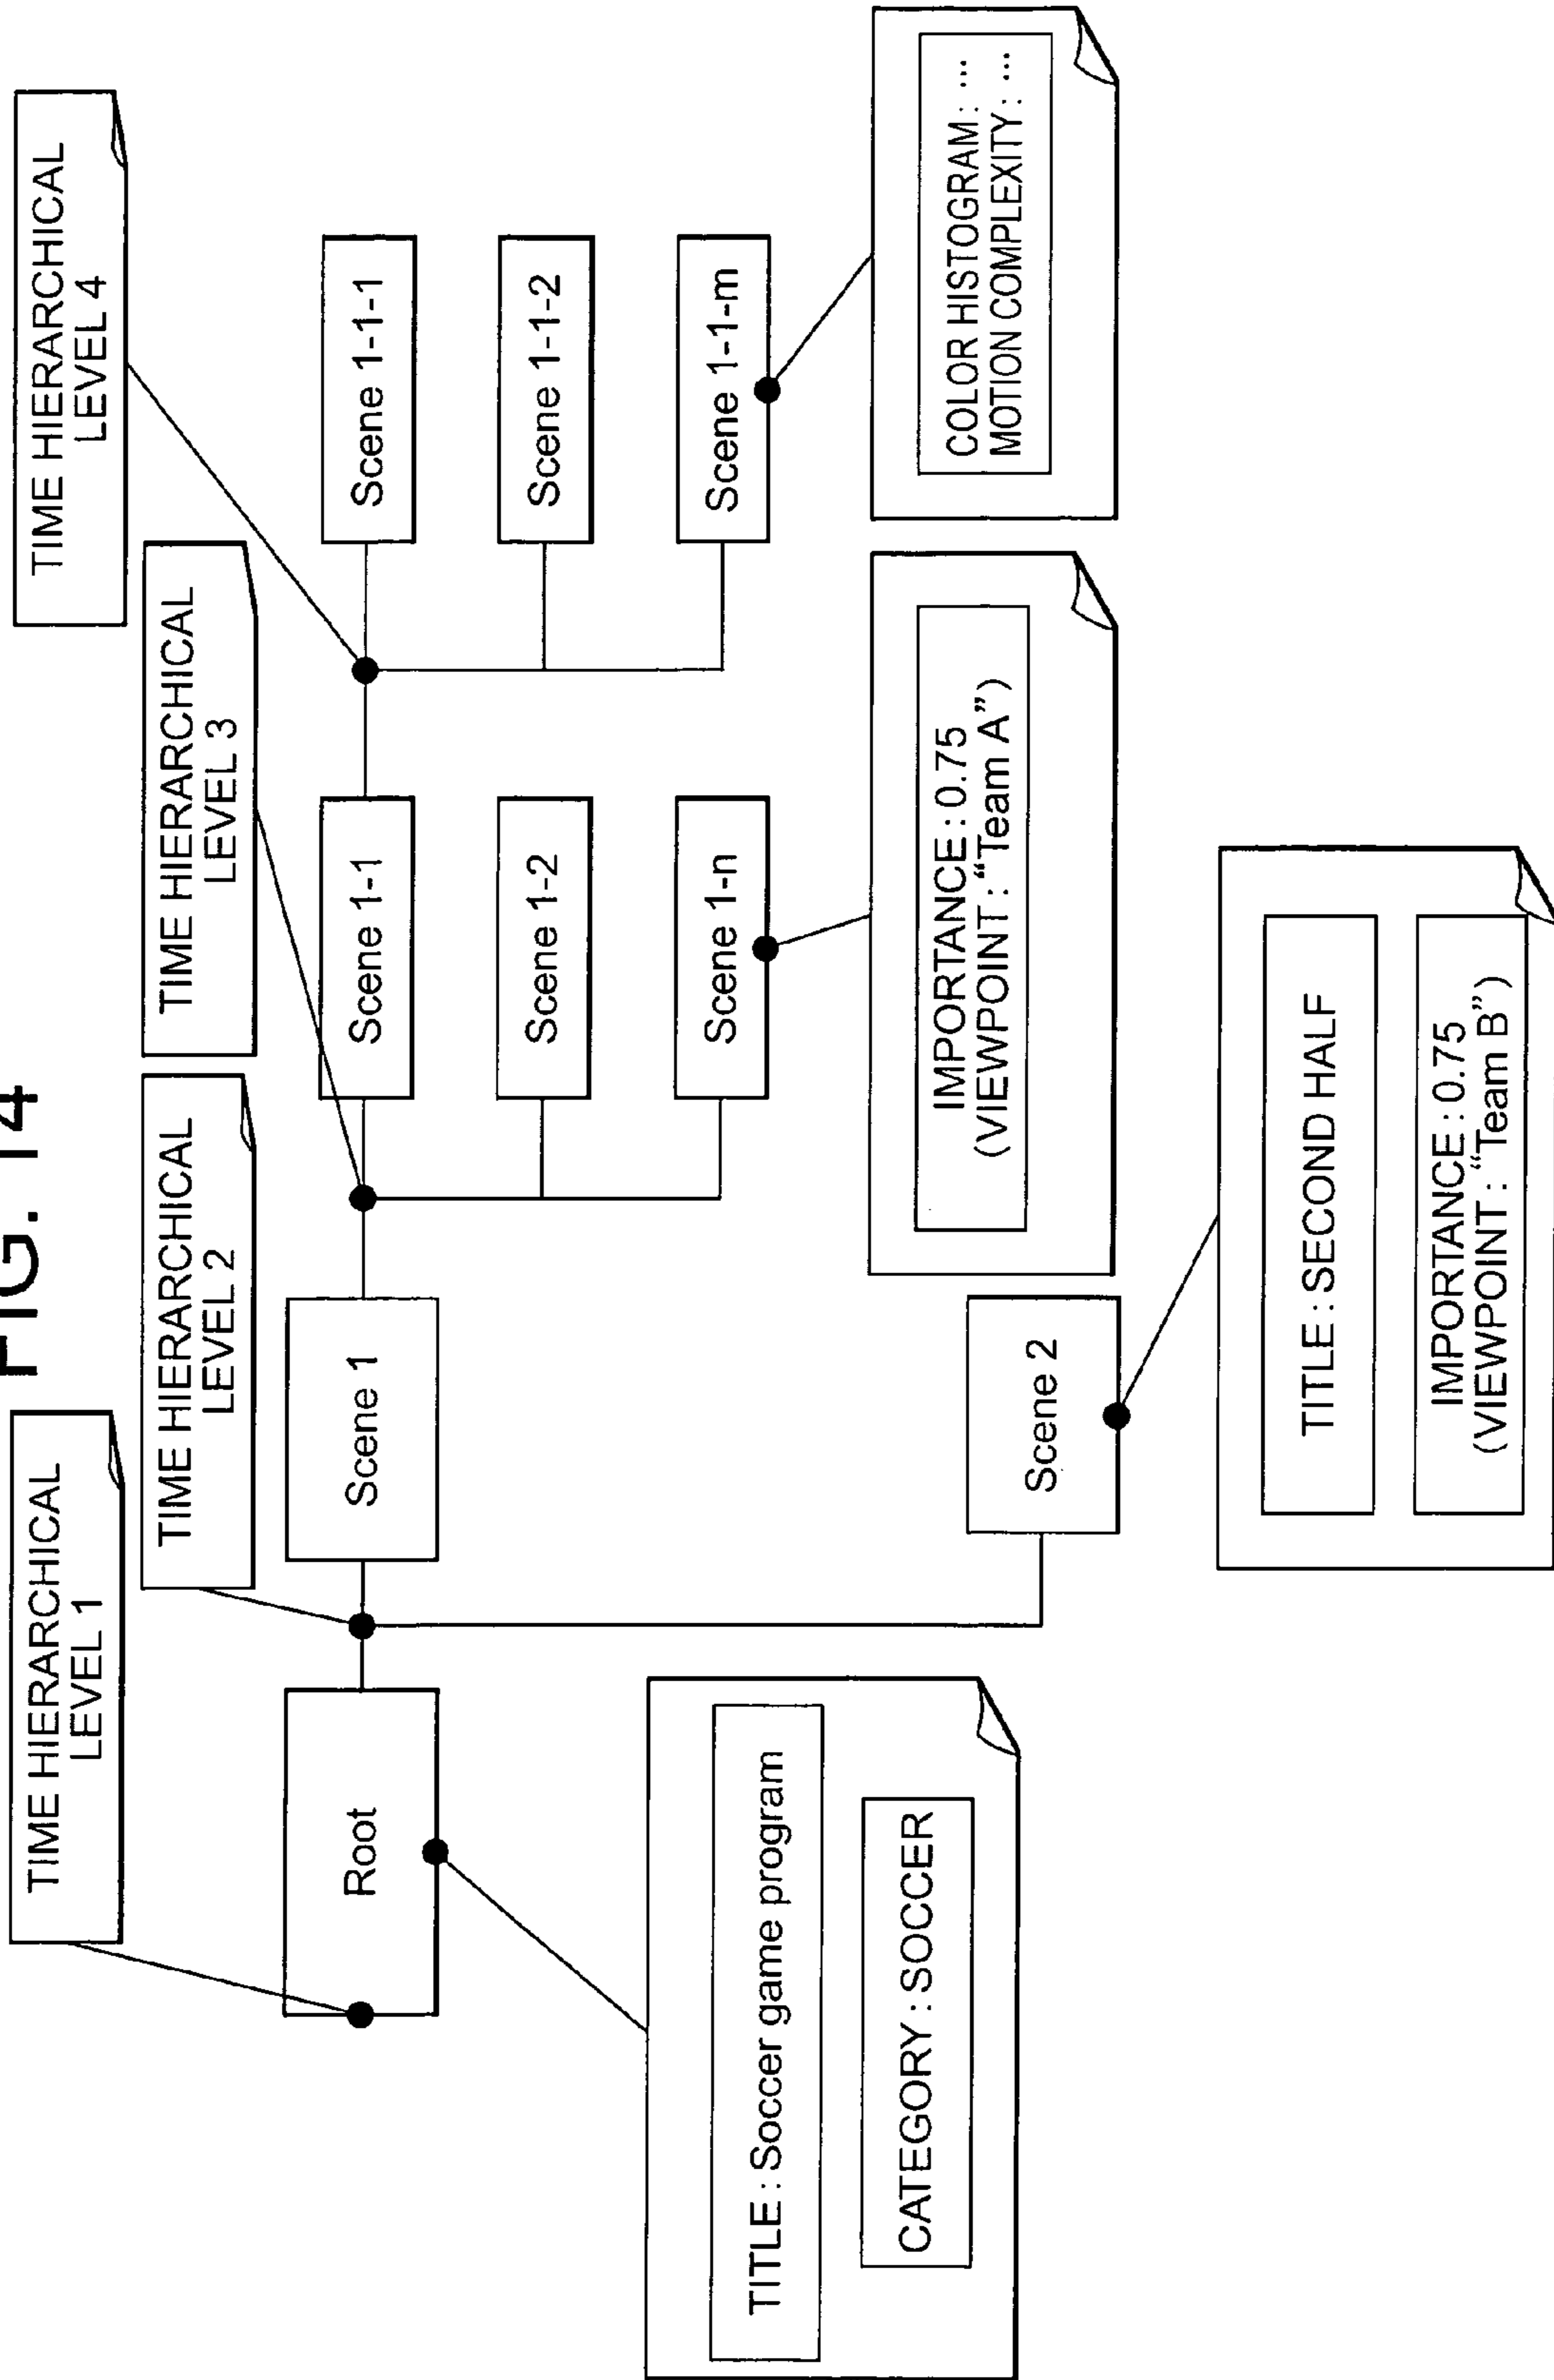 FIG. 14
TIME HIERARCHICAL
LEVEL 1
TIME HIERARCHICAL
LEVEL 2
TIME HIERARCHICAL
LEVEL 3
TIME HIERARCHICAL
LEVEL 4
Root
Scene 1
Scene 1-1
Scene 1-1-1
Scene 1-2
Scene 1-1-2
Scene 1-n
Scene 1-1-m
TITLE : Soccer game program
CATEGORY : SOCCER
Scene 2
IMPORTANCE : 0.75
(VIEWPOINT : “Team A”)
COLOR HISTOGRAM : ...
MOTION COMPLEXITY : ...
TITLE : SECOND HALF
IMPORTANCE : 0.75
(VIEWPOINT : “Team B”)